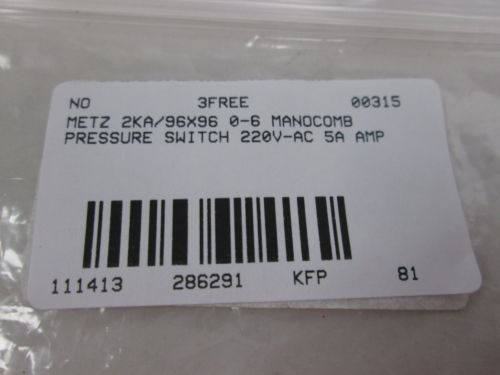 NO 3FREE 00315
METZ 2KA/96X96 0-6 MANOCOMB
PRESSURE SWITCH 220V-AC 5A AMP
111413 286291 KFP 81